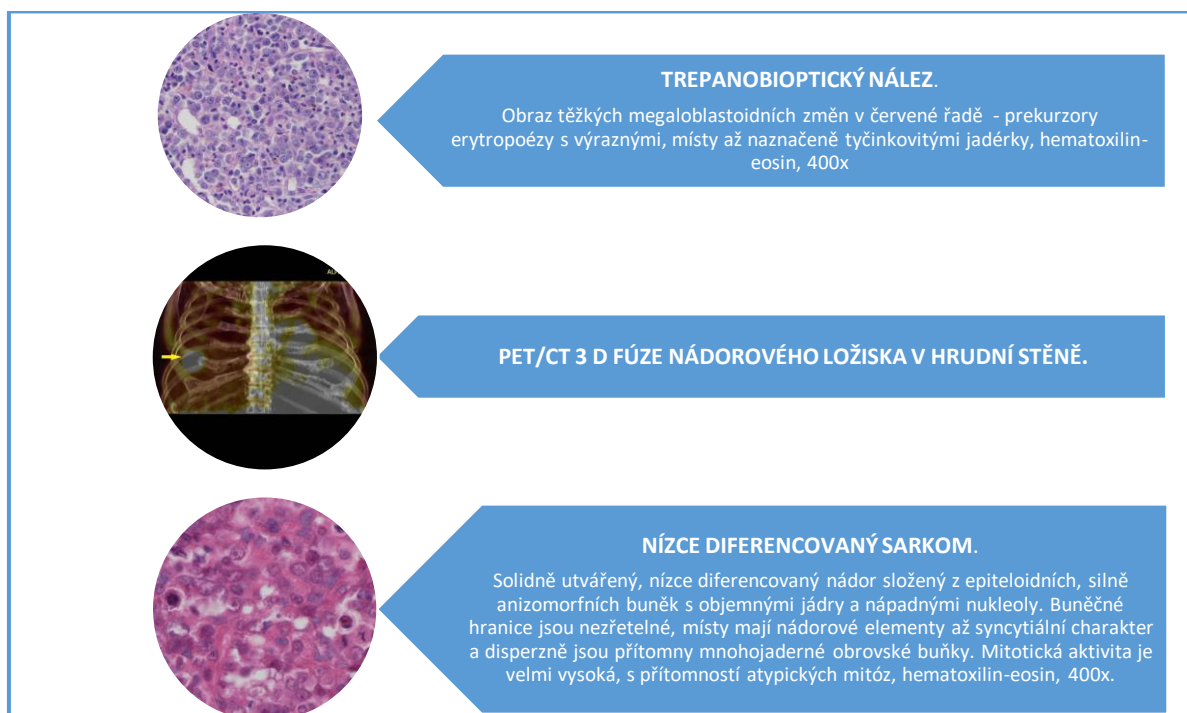 TREPANOBIOPTICKÝ NÁLEZ.
Obraz těžkých megaloblastoidních změn v červené řadě - prekurzory
erytropoézy s výraznými, místy až naznačeně tyčinkovitými jadérky, hematoxilin-
eosin, 400x
PET/CT 3 D FÚZE NÁDOROVÉHO LOŽISKA V HRUDNÍ STĚNĚ.
NÍZCE DIFERENCOVANÝ SARKOM.
Solidně utvářený, nízce diferencovaný nádor složený z epiteloidních, silně
anizomorfních buněk s objemnými jádry a nápadnými nukleoly. Buněčné
hranice jsou nezřetelné, místy mají nádorové elementy až syncytiální charakter
a disperzně jsou přítomny mnohojaderné obrovské buňky. Mitotická aktivita je
velmi vysoká, s přítomností atypických mitóz, hematoxilin-eosin, 400x.